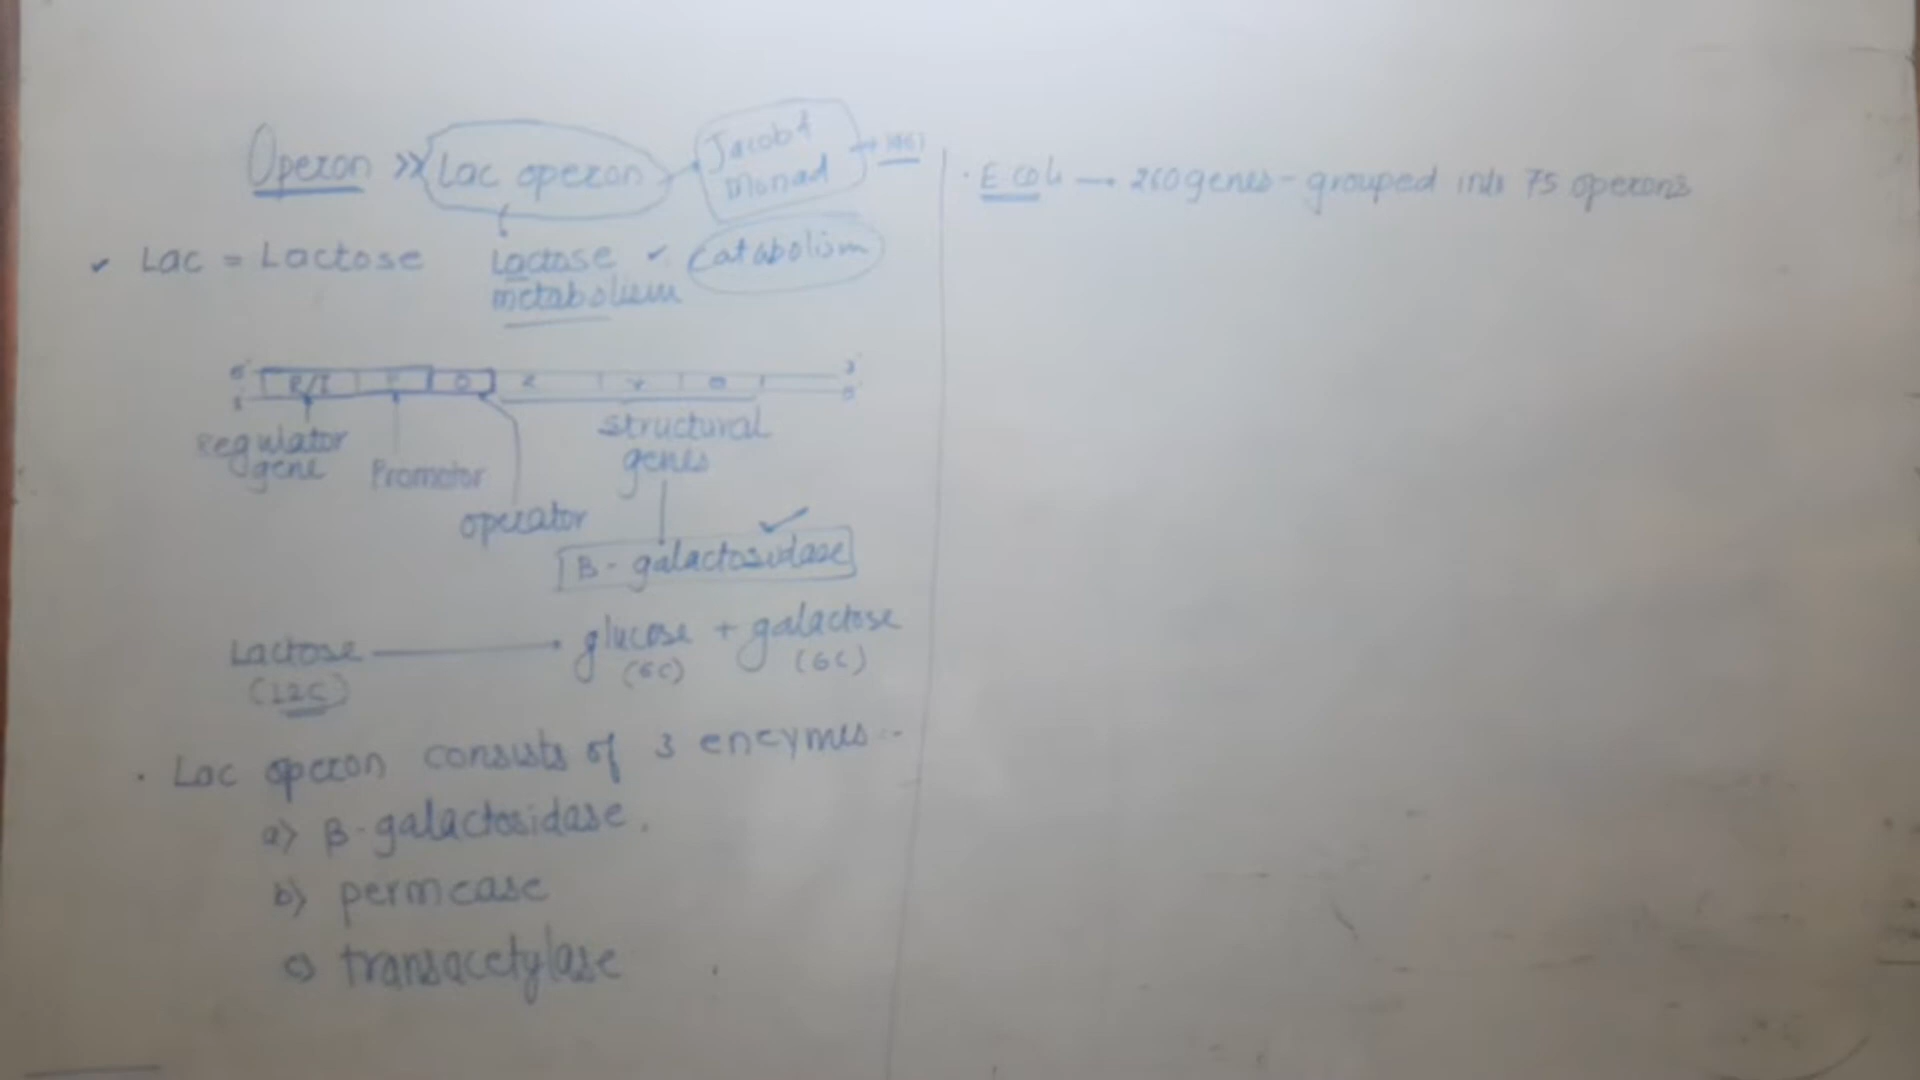 Operon >> Lac operon → Jacob & Monad → 1961
✓ Lac = Lactose
Lactose metabolism ✓ Catabolism
R/I O z y a
Regulator gene
Promotor
operator
structural genes
B-galactosidase ✓
Lactose → glucose + galactose
(12C) (6C) (6C)
· Lac operon consists of 3 enzymes:-
a) β-galactosidase.
b) permease
c) transacetylase
· E coli → 260 genes - grouped into 75 operons